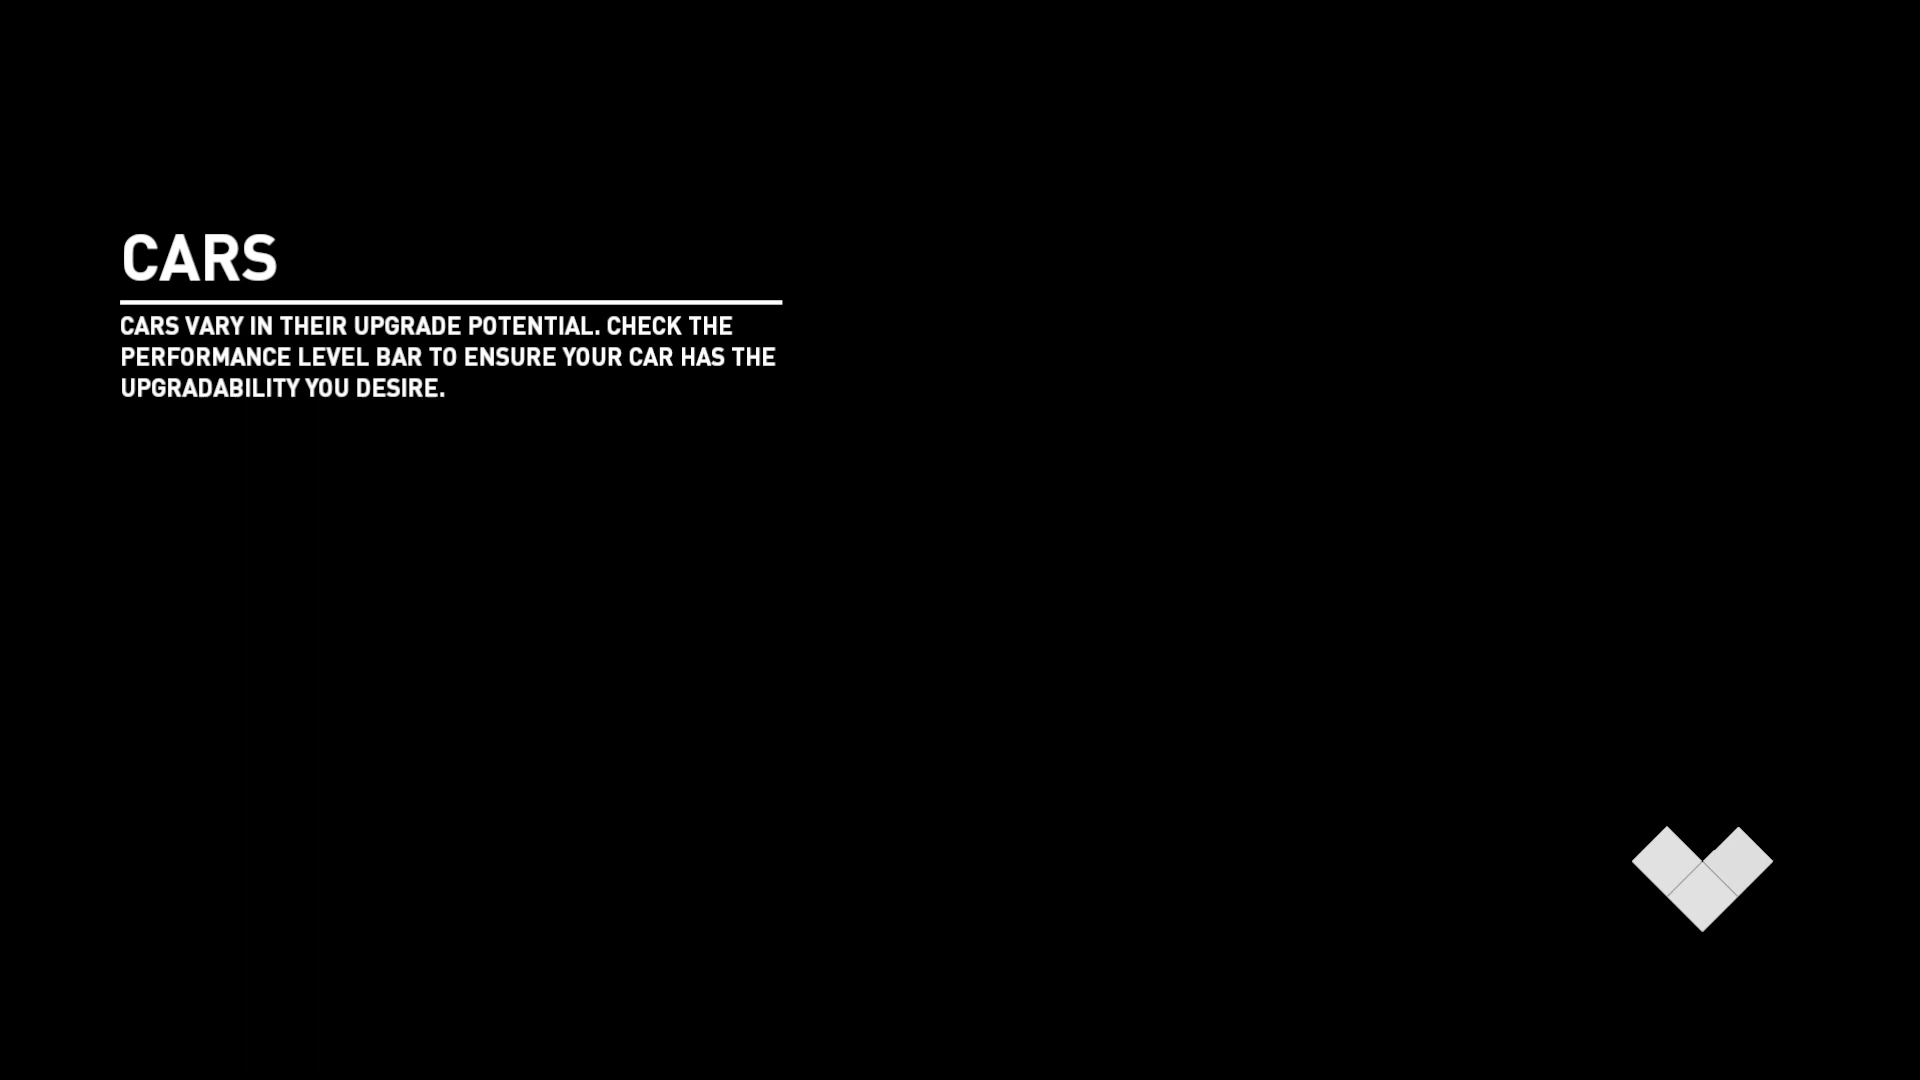 CARS
CARS VARY IN THEIR UPGRADE POTENTIAL. CHECK THE
PERFORMANCE LEVEL BAR TO ENSURE YOUR CAR HAS THE
UPGRADABILITY YOU DESIRE.